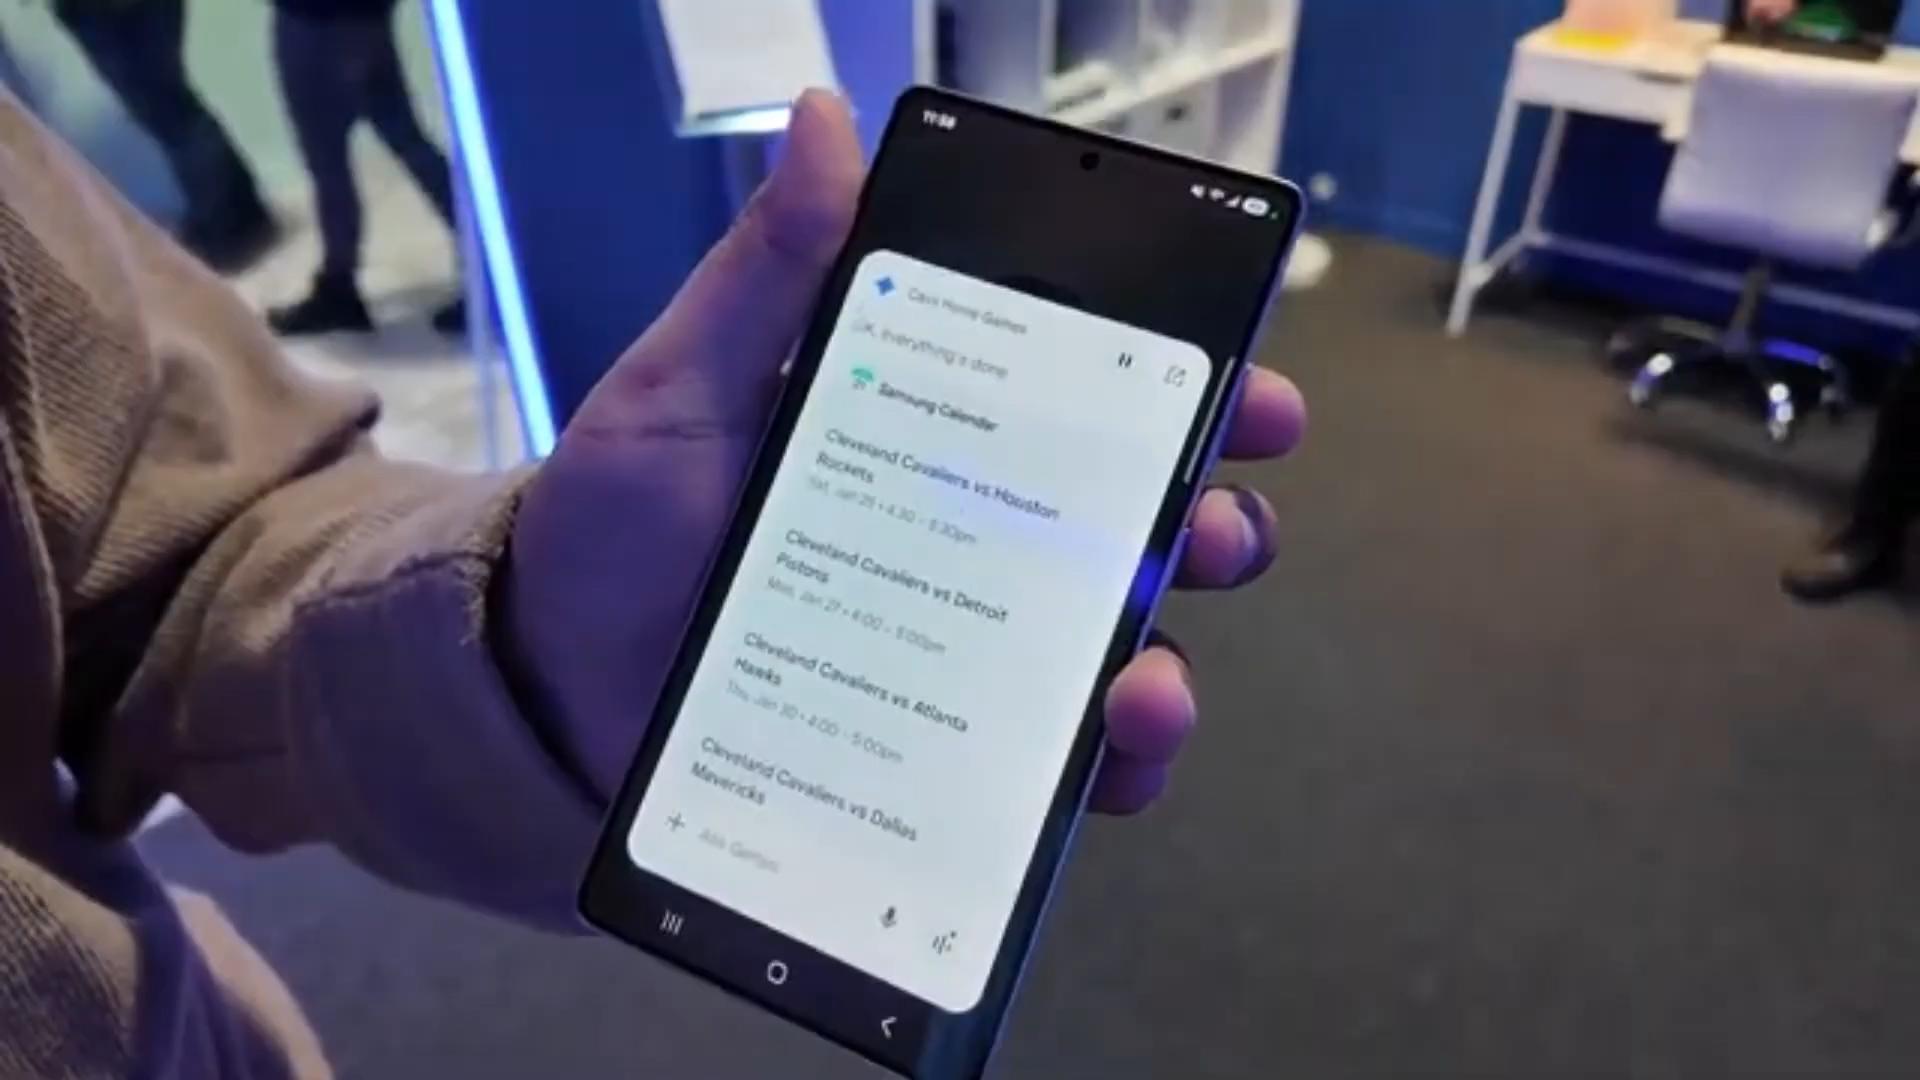 11:59
Cavs Home Games
OK, everything's done
Samsung Calendar
Cleveland Cavaliers vs Houston
Rockets
Sat, Jan 25 • 4:30 - 5:30pm
Cleveland Cavaliers vs Detroit
Pistons
Mon, Jan 27 • 4:00 - 5:00pm
Cleveland Cavaliers vs Atlanta
Hawks
Thu, Jan 30 • 4:00 - 5:00pm
Cleveland Cavaliers vs Dallas
Mavericks
Ask Gemini